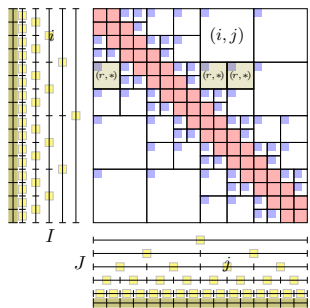 i
(i, j)
(r, *) (r, *) (r, *)
I
J
j